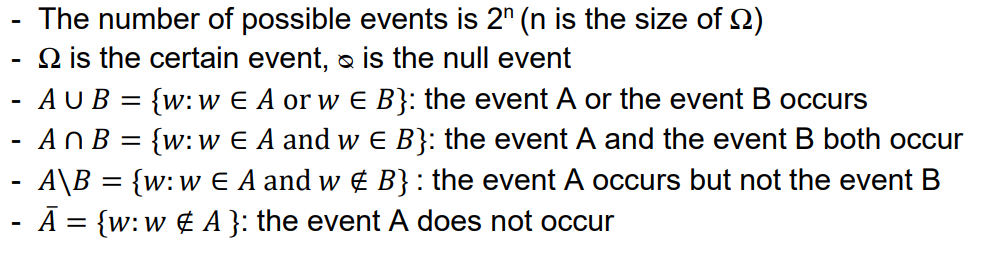 - The number of possible events is 2ⁿ (n is the size of Ω)
- Ω is the certain event, ⦰ is the null event
- A ∪ B = {w: w ∈ A or w ∈ B}: the event A or the event B occurs
- A ∩ B = {w: w ∈ A and w ∈ B}: the event A and the event B both occur
- A\B = {w: w ∈ A and w ∉ B} : the event A occurs but not the event B
- Ā = {w: w ∉ A }: the event A does not occur